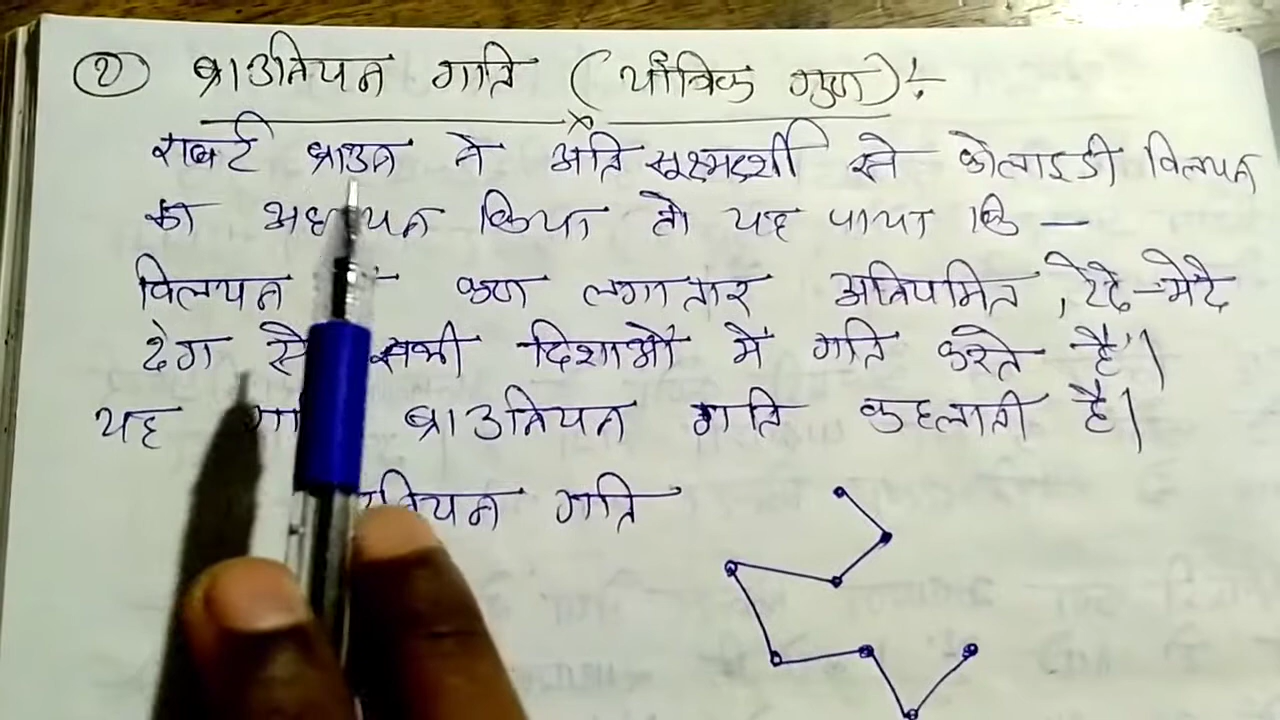 (२) ब्राउनियन गति (यांत्रिक गुण) :-
राबर्ट ब्राउन ने अति सूक्ष्मदर्शी से कोलाइडी विलयन
का अध्ययन किया तो यह पाया कि —
विलयन कण लगातार अनियमित, टेढे-मेढे
ढंग से सभी दिशाओं में गति करते हैं।
यह ब्राउनियन गति कहलाती है।
गति